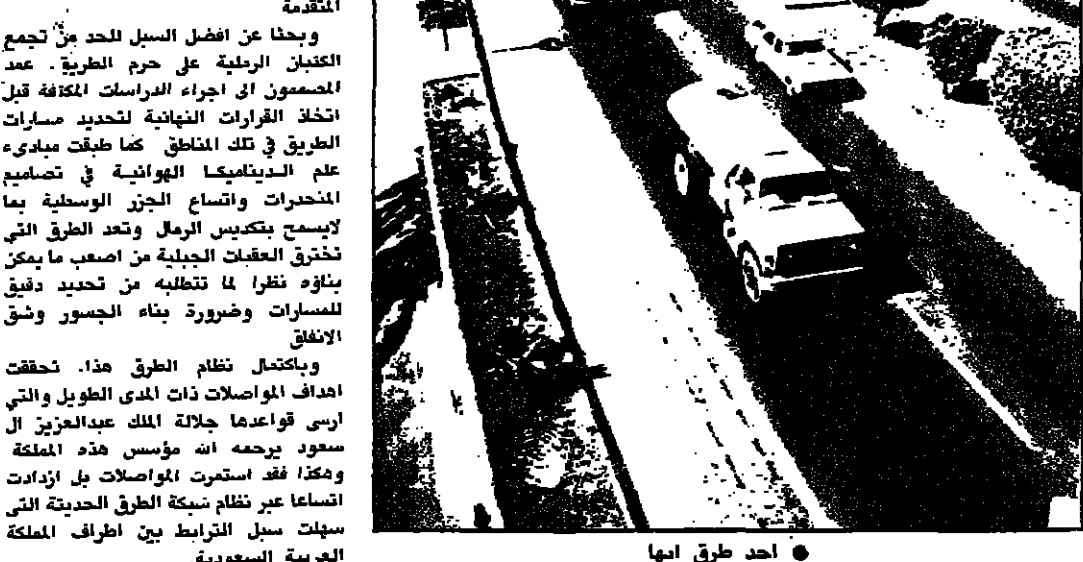 المتقدمة
وبحثا عن افضل السبل للحد من تجمع
الكثبان الرملية على حرم الطريق. عمد
المصممون الى اجراء الدراسات المكثفة قبل
اتخاذ القرارات النهائية لتحديد مسارات
الطريق في تلك المناطق كما طبقت مبادىء
علم الديناميكا الهوائية في تصاميم
المنحدرات واتساع الجزر الوسطية بما
لايسمح بتكديس الرمال وتعد الطرق التي
تخترق العقبات الجبلية من اصعب ما يمكن
بناؤه نظرا لما تتطلبه من تحديد دقيق
للمسارات وضرورة بناء الجسور وشق
الانفاق
وباكتمال نظام الطرق هذا. تحققت
اهداف المواصلات ذات المدى الطويل والتي
ارسى قواعدها جلالة الملك عبدالعزيز ال
سعود يرحمه الله مؤسس هذه المملكة
وهكذا فقد استمرت المواصلات بل ازدادت
اتساعا عبر نظام شبكة الطرق الحديثة التي
سهلت سبل الترابط بين اطراف المملكة
العربية السعودية
● احد طرق ابها